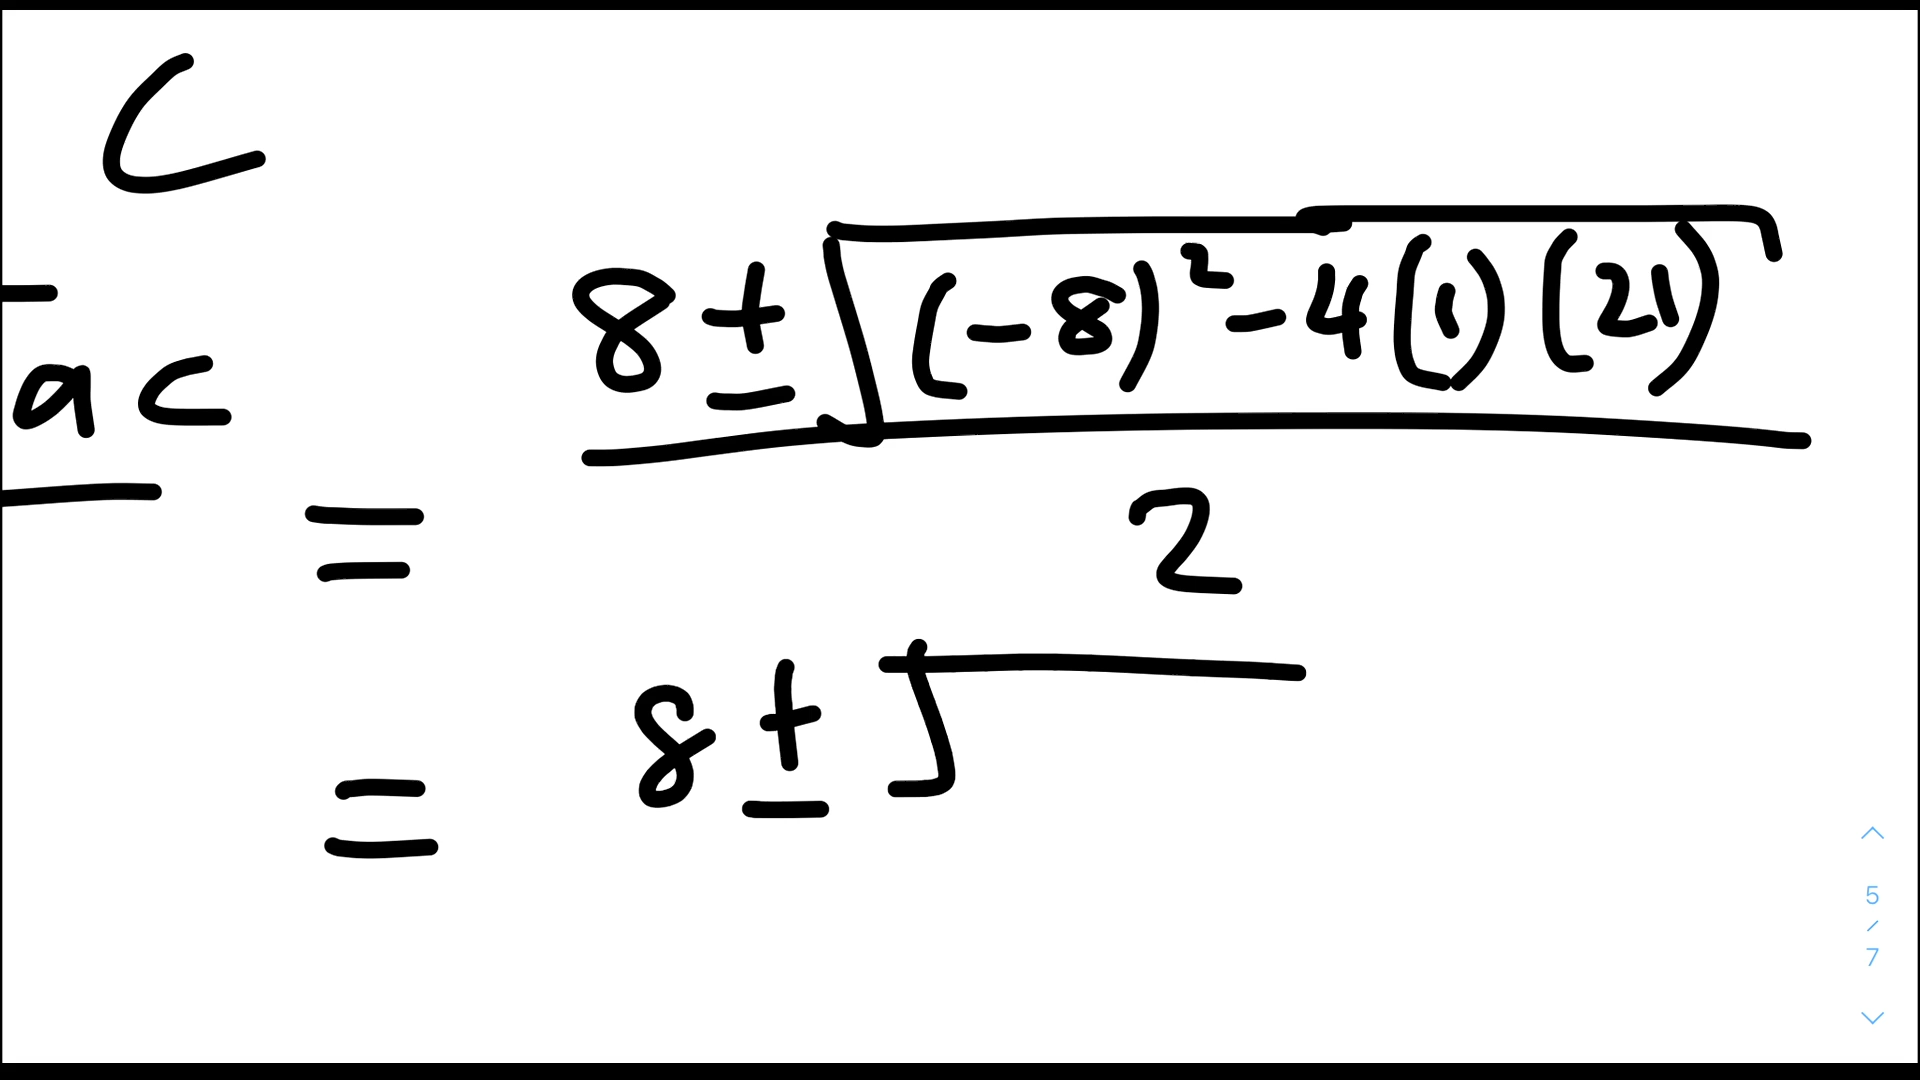 C
ac
8 ± √(-8)² - 4(1)(21)
=
2
= 8 ± √
5
/
7